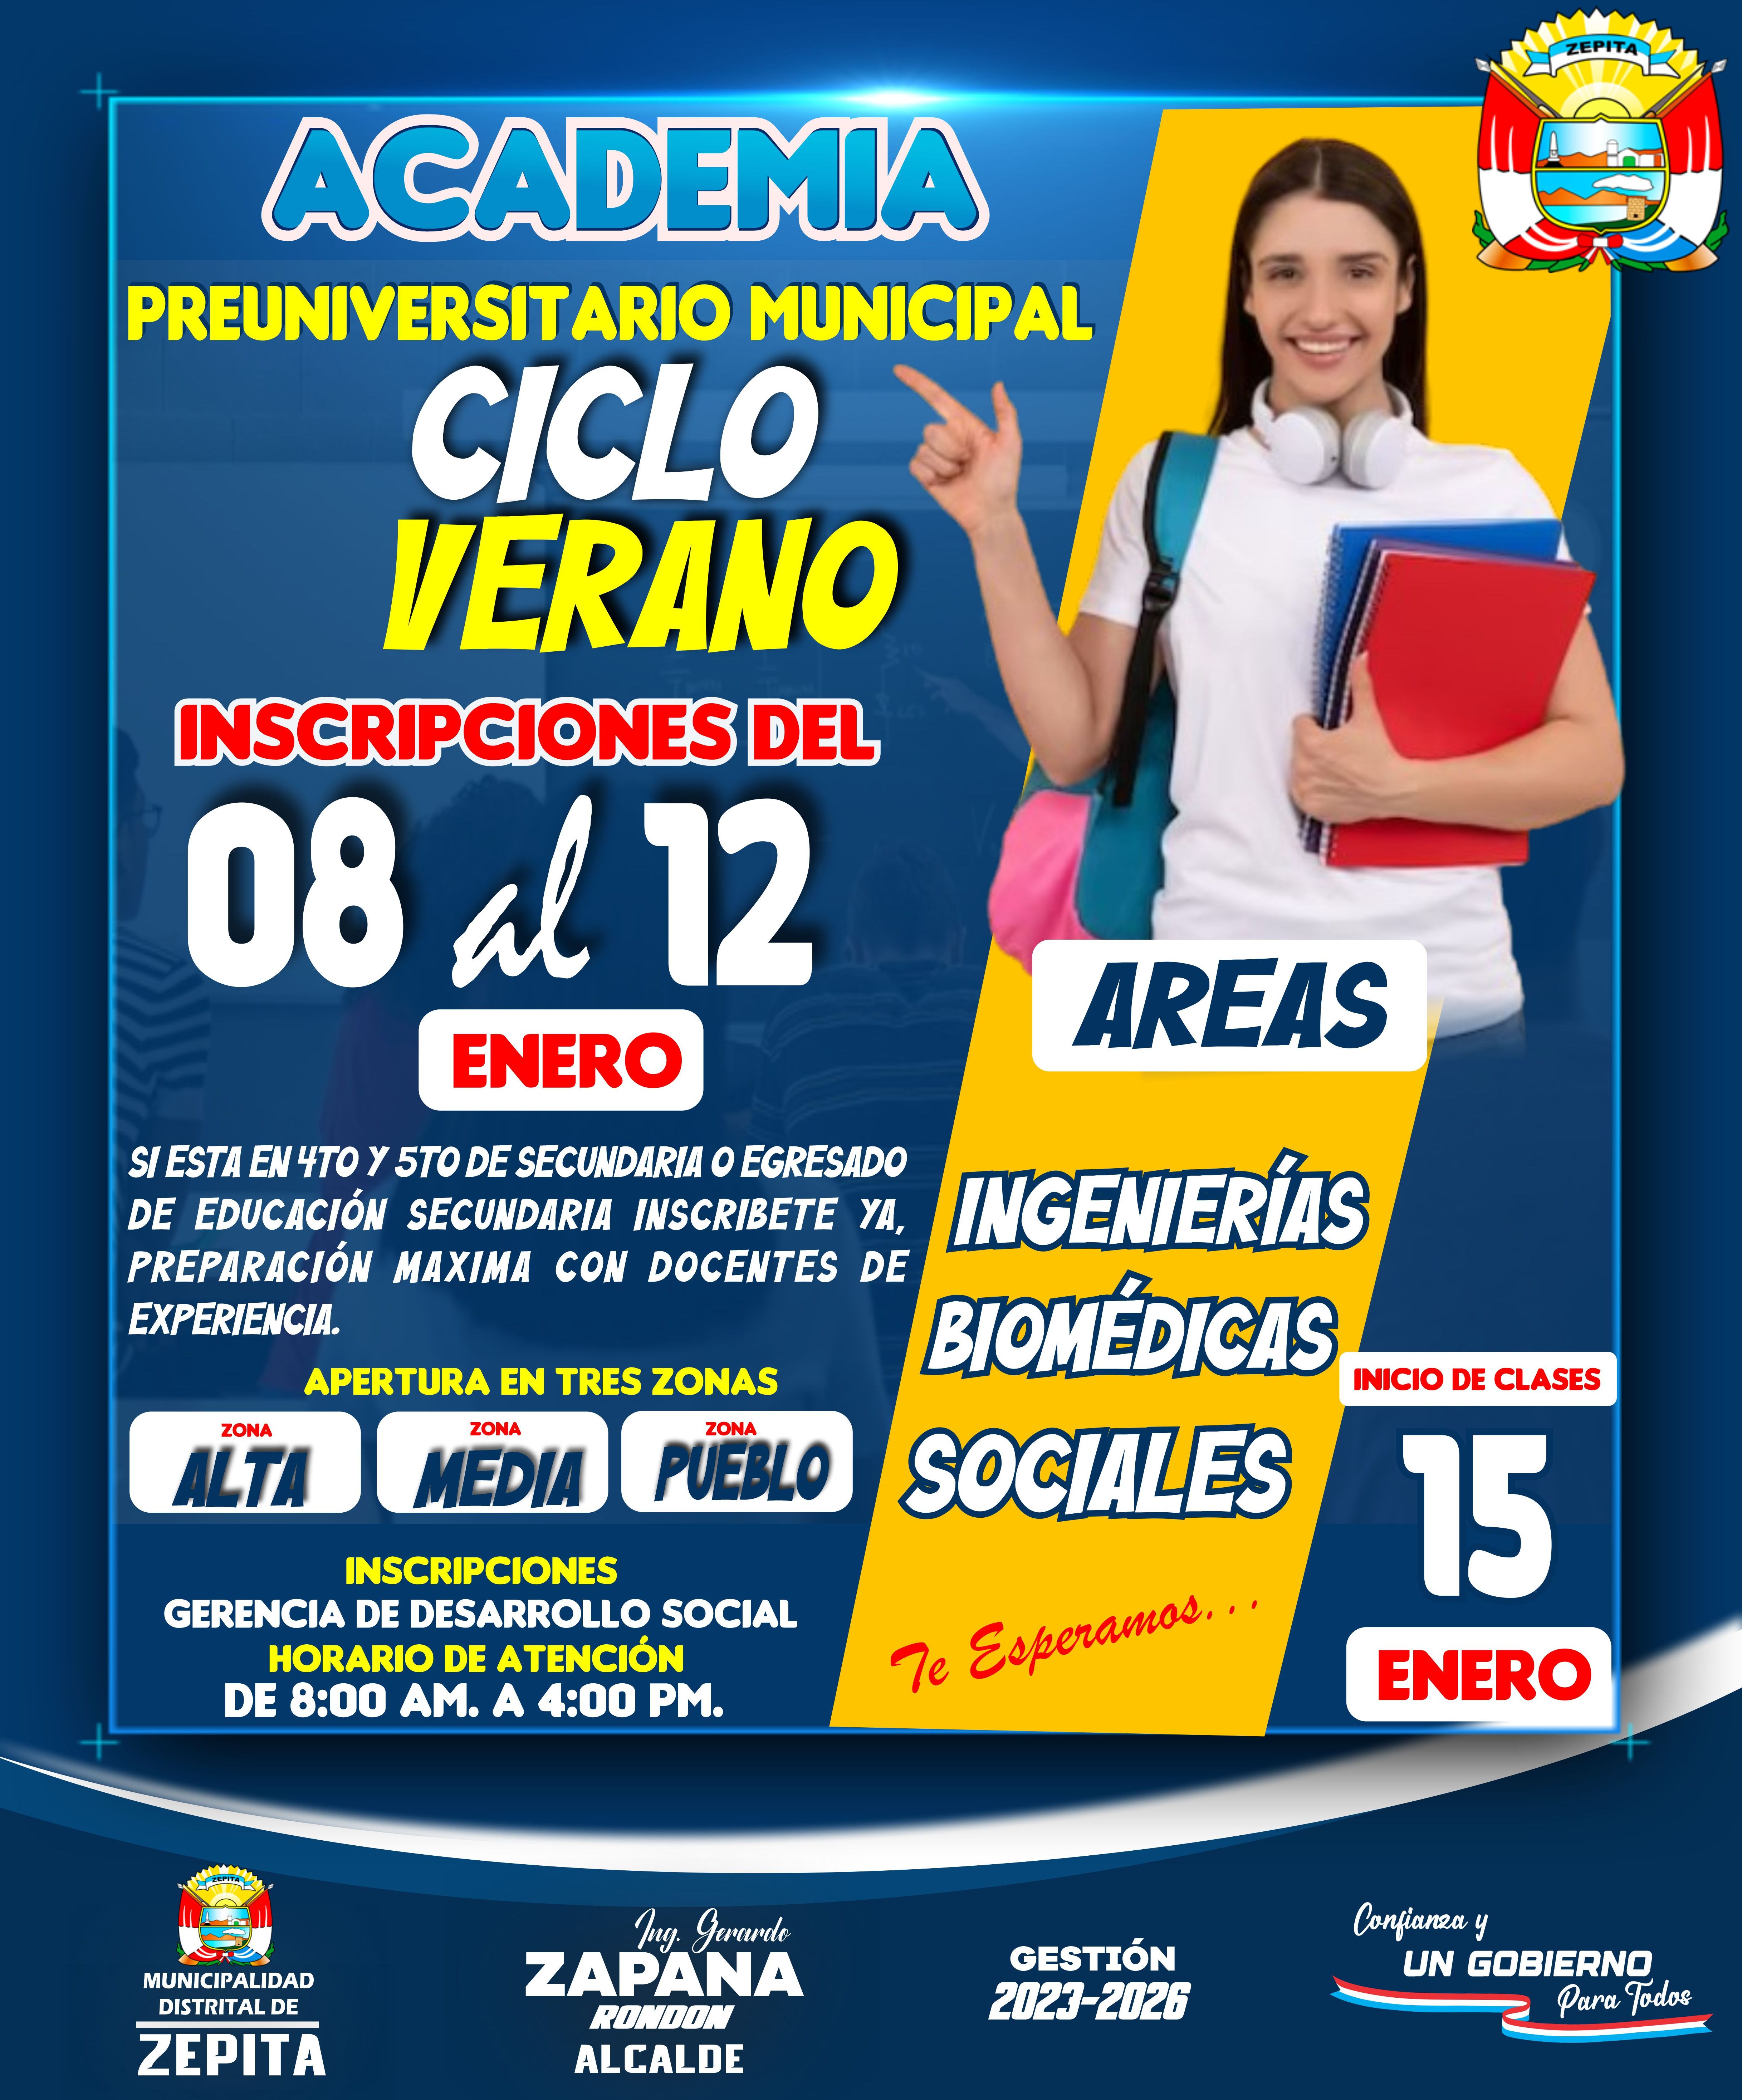 ZEPITA
ACADEMIA
PREUNIVERSITARIO MUNICIPAL
CICLO
VERANO
INSCRIPCIONES DEL
08 al 12
ENERO
SI ESTA EN 4TO Y 5TO DE SECUNDARIA O EGRESADO
DE EDUCACIÓN SECUNDARIA INSCRIBETE YA,
PREPARACIÓN MAXIMA CON DOCENTES DE
EXPERIENCIA.
APERTURA EN TRES ZONAS
ZONA
ALTA
ZONA
MEDIA
ZONA
PUEBLO
INSCRIPCIONES
GERENCIA DE DESARROLLO SOCIAL
HORARIO DE ATENCIÓN
DE 8:00 AM. A 4:00 PM.
AREAS
INGENIERÍAS
BIOMÉDICAS
SOCIALES
Te Esperamos...
INICIO DE CLASES
15
ENERO
ZEPITA
MUNICIPALIDAD
DISTRITAL DE
ZEPITA
Ing. Gerardo
ZAPANA
RONDON
ALCALDE
GESTIÓN
2023-2026
Confianza y
UN GOBIERNO
Para Todos